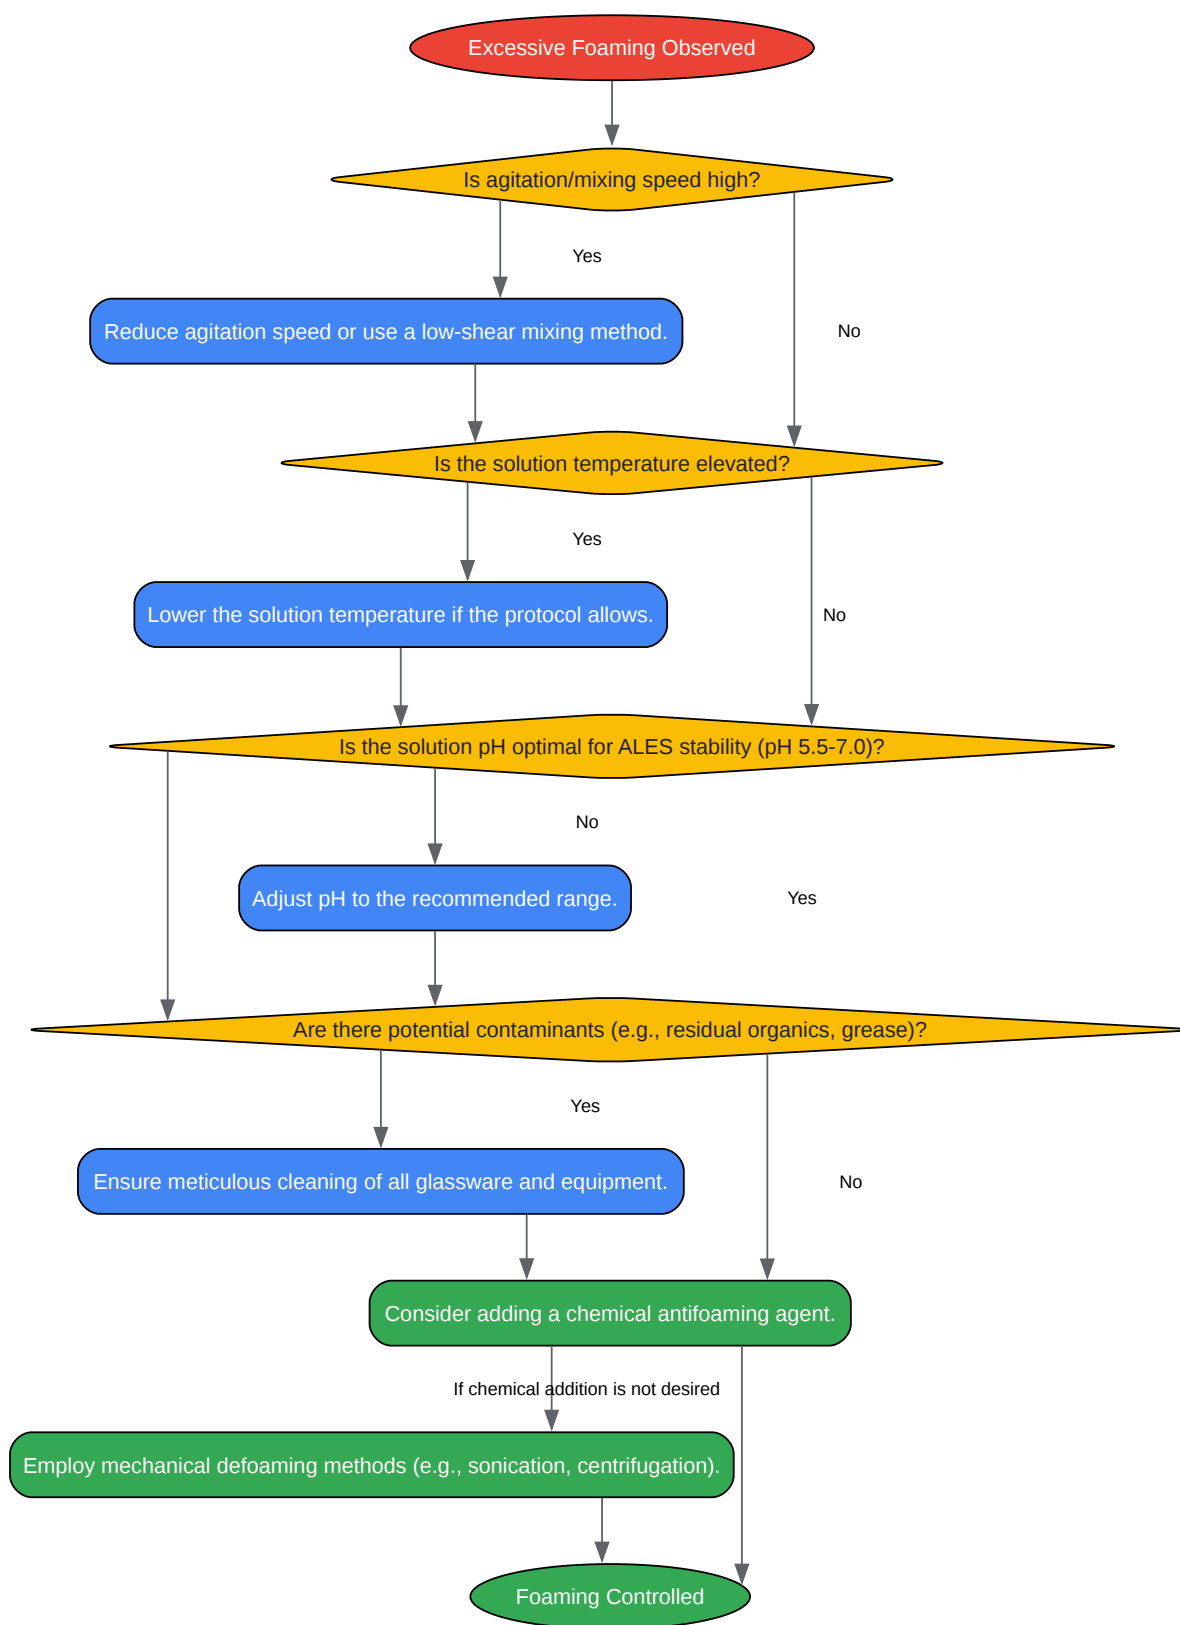 Excessive Foaming Observed
Is agitation/mixing speed high?
Yes
Reduce agitation speed or use a low-shear mixing method.
No
Is the solution temperature elevated?
Yes
Lower the solution temperature if the protocol allows.
No
Is the solution pH optimal for ALES stability (pH 5.5-7.0)?
No
Adjust pH to the recommended range.
Yes
Are there potential contaminants (e.g., residual organics, grease)?
Yes
Ensure meticulous cleaning of all glassware and equipment.
No
Consider adding a chemical antifoaming agent.
If chemical addition is not desired
Employ mechanical defoaming methods (e.g., sonication, centrifugation).
Foaming Controlled